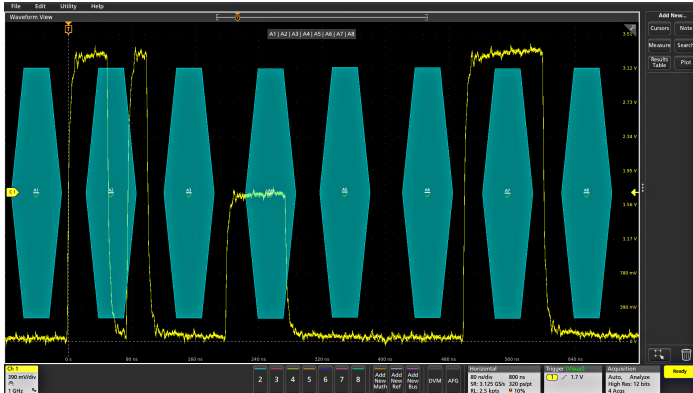 File Edit Utility Help
Waveform View
Add New...
T
T
A1 | A2 | A3 | A4 | A5 | A6 | A7 | A8
3.51 V
Cursors Note
Measure Search
Results Table Plot
3.12 V
2.73 V
2.34 V
1.95 V
C1 A1 A2 A3 A5 A6 A7 A8
1.56 V
1.17 V
780 mV
390 mV
0 s 80 ns 160 ns 240 ns 320 ns 400 ns 480 ns 560 ns 640 ns
Ch 1
390 mV/div
1 GHz
2 3 4 5 6 7 8
Add New Math
Add New Ref
Add New Bus
DVM AFG
Horizontal
80 ns/div 800 ns
SR: 3.125 GS/s 320 ps/pt
RL: 2.5 kpts 10%
Trigger (Visual)
1 1.7 V
Acquisition
Auto, Analyze
High Res: 12 bits
4 Acqs
Ready